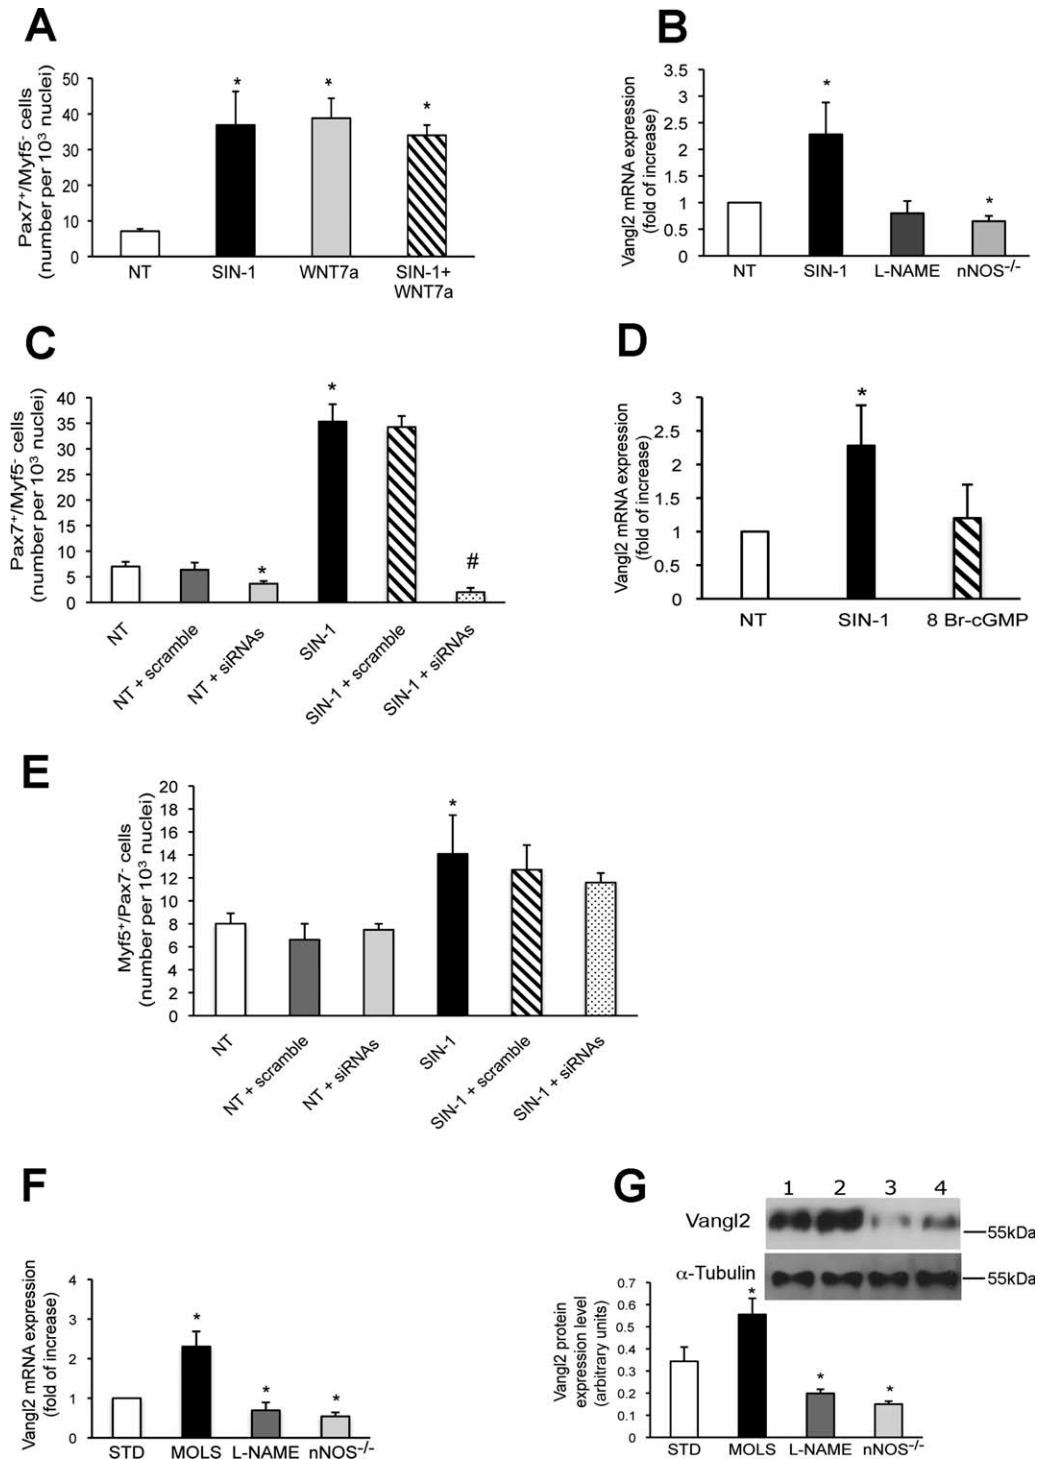 A
Pax7⁺/Myf5⁻ cells
(number per 10³ nuclei)
50
40
30
20
10
0
*
*
*
NT
SIN-1
WNT7a
SIN-1+
WNT7a
B
Vangl2 mRNA expression
(fold of increase)
3.5
3
2.5
2
1.5
1
0.5
0
*
*
NT
SIN-1
L-NAME
nNOS⁻/⁻
C
Pax7⁺/Myf5⁻ cells
(number per 10³ nuclei)
40
35
30
25
20
15
10
5
0
*
*
#
NT
NT + scramble
NT + siRNAs
SIN-1
SIN-1 + scramble
SIN-1 + siRNAs
D
Vangl2 mRNA expression
(fold of increase)
3
2.5
2
1.5
1
0.5
0
*
NT
SIN-1
8 Br-cGMP
E
Myf5⁺/Pax7⁻ cells
(number per 10³ nuclei)
20
18
16
14
12
10
8
6
4
2
0
*
NT
NT + scramble
NT + siRNAs
SIN-1
SIN-1 + scramble
SIN-1 + siRNAs
F
Vangl2 mRNA expression
(fold of increase)
4
3
2
1
0
*
*
*
STD
MOLS
L-NAME
nNOS⁻/⁻
G
1 2 3 4
Vangl2
55kDa
α-Tubulin
55kDa
Vangl2 protein
expression level
(arbitrary units)
0.7
0.6
0.5
0.4
0.3
0.2
0.1
0
*
*
*
STD
MOLS
L-NAME
nNOS⁻/⁻